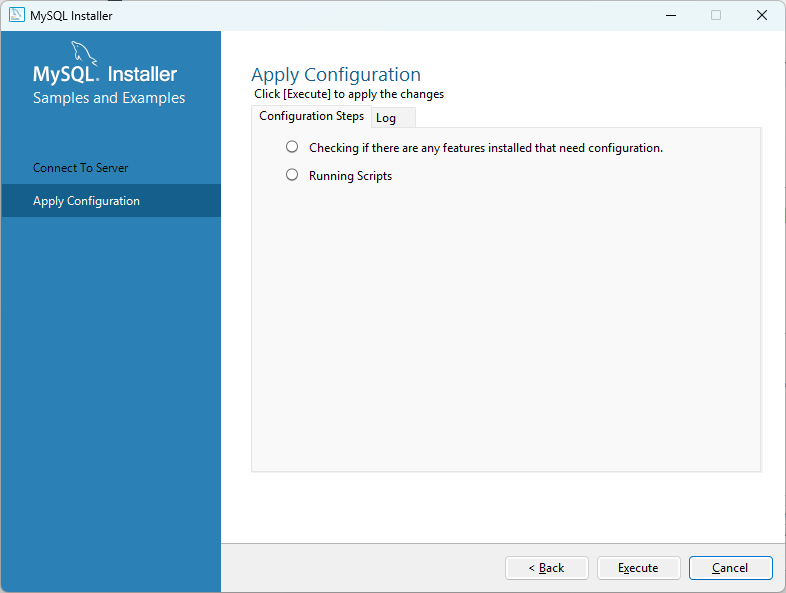 MySQL Installer
MySQL. Installer
Samples and Examples
Connect To Server
Apply Configuration
Apply Configuration
Click [Execute] to apply the changes
Configuration Steps
Log
Checking if there are any features installed that need configuration.
Running Scripts
< Back
Execute
Cancel